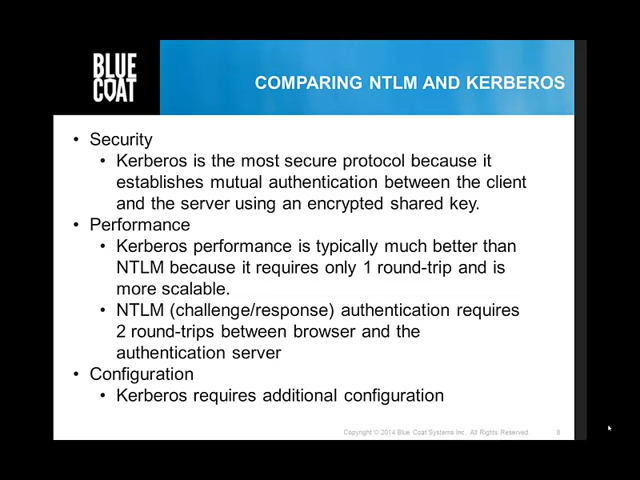 BLUE
COAT
COMPARING NTLM AND KERBEROS
• Security
• Kerberos is the most secure protocol because it
establishes mutual authentication between the client
and the server using an encrypted shared key.
• Performance
• Kerberos performance is typically much better than
NTLM because it requires only 1 round-trip and is
more scalable.
• NTLM (challenge/response) authentication requires
2 round-trips between browser and the
authentication server
• Configuration
• Kerberos requires additional configuration
Copyright © 2014 Blue Coat Systems Inc. All Rights Reserved. 8